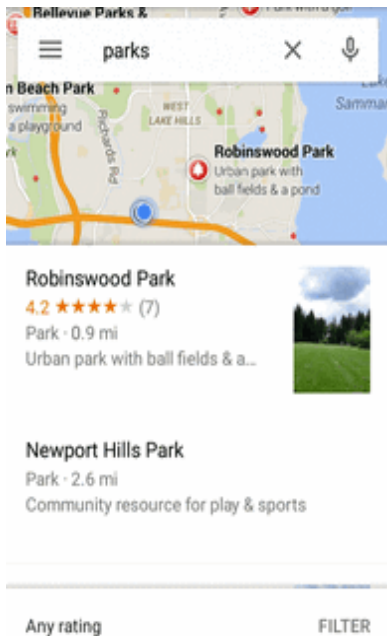 Bellevue Parks &
parks
n Beach Park
swimming
a playground
WEST
LAKE HILLS
Richards Rd
Samma
Robinswood Park
Urban park with
ball fields & a pond
Robinswood Park
4.2 ★★★★★ (7)
Park · 0.9 mi
Urban park with ball fields & a...
Newport Hills Park
Park · 2.6 mi
Community resource for play & sports
Any rating
FILTER